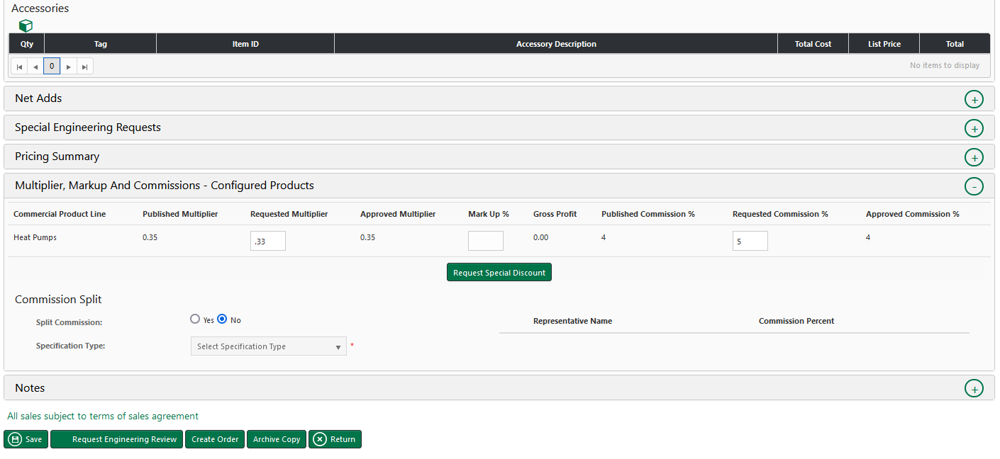 Accessories
Qty Tag Item ID Accessory Description Total Cost List Price Total
0 No items to display
Net Adds
Special Engineering Requests
Pricing Summary
Multiplier, Markup And Commissions - Configured Products
Commercial Product Line Published Multiplier Requested Multiplier Approved Multiplier Mark Up % Gross Profit Published Commission % Requested Commission % Approved Commission %
Heat Pumps 0.35 .33 0.35 0.00 4 5 4
Request Special Discount
Commission Split
Split Commission: Yes No Representative Name Commission Percent
Specification Type: Select Specification Type *
Notes
All sales subject to terms of sales agreement
Save Request Engineering Review Create Order Archive Copy Return